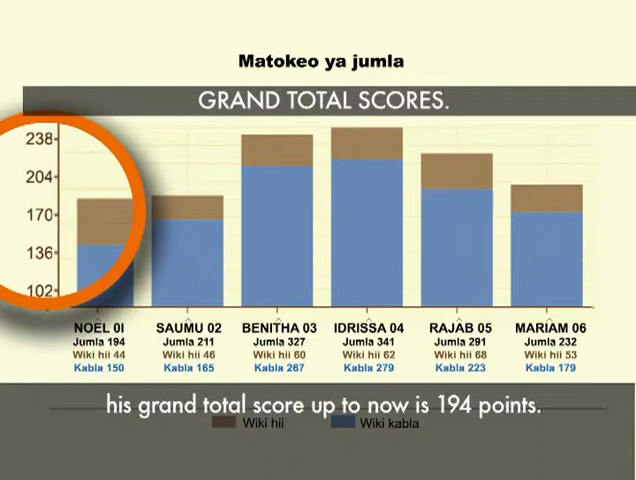 Matokeo ya jumla
GRAND TOTAL SCORES.
238
204
170
136
102
NOEL 01 SAUMU 02 BENITHA 03 IDRISSA 04 RAJAB 05 MARIAM 06
Jumla 194 Jumla 211 Jumla 327 Jumla 341 Jumla 291 Jumla 232
Wiki hii 44 Wiki hii 46 Wiki hii 60 Wiki hii 62 Wiki hii 68 Wiki hii 53
Kabla 150 Kabla 165 Kabla 267 Kabla 279 Kabla 223 Kabla 179
his grand total score up to now is 194 points.
Wiki hii Wiki kabla